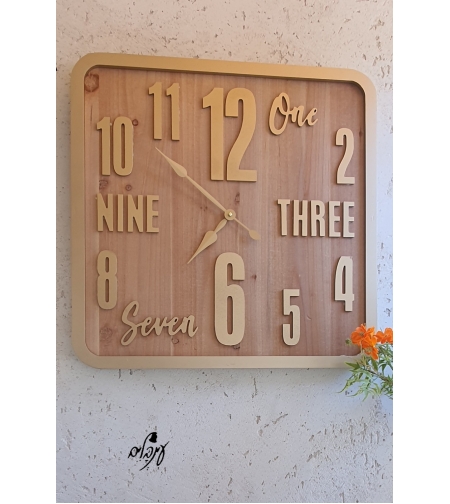 11 12 One
10 2
NINE THREE
8 6 4
Seven 5